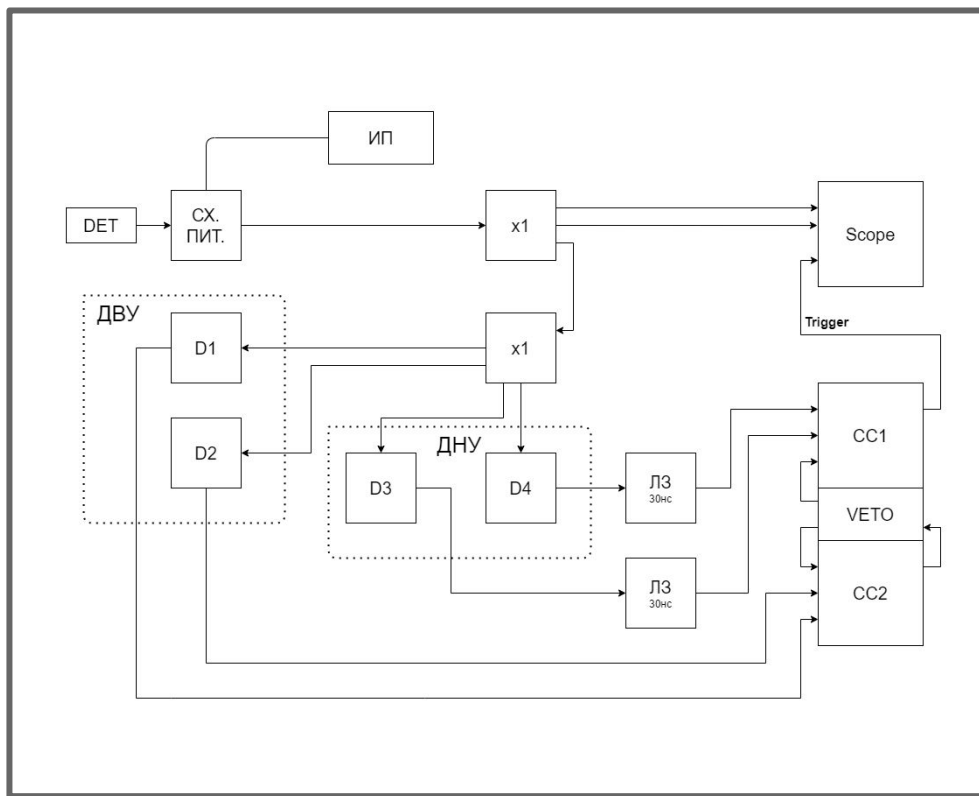 ИП
DET
СХ.
ПИТ.
x1
Scope
ДВУ
D1
x1
Trigger
D2
ДНУ
D3
D4
ЛЗ
30нс
CC1
VETO
ЛЗ
30нс
CC2